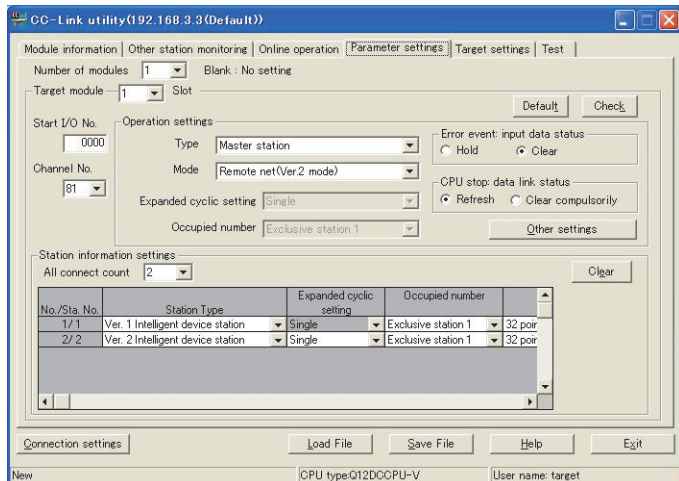 CC-Link utility(192.168.3.3(Default))
Module information Other station monitoring Online operation Parameter settings Target settings Test
Number of modules 1 Blank : No setting
Target module 1 Slot
Default Check
Start I/O No. Operation settings
0000 Type Master station
Error event: input data status
Hold Clear
Channel No. Mode Remote net(Ver.2 mode)
81
CPU stop: data link status
Expanded cyclic setting Single
Refresh Clear compulsorily
Occupied number Exclusive station 1
Other settings
Station information settings
All connect count 2
Clear
No./Sta. No. Station Type Expanded cyclic setting Occupied number
1/ 1 Ver. 1 Intelligent device station Single Exclusive station 1 32 poir
2/ 2 Ver. 2 Intelligent device station Single Exclusive station 1 32 poir
Connection settings Load File Save File Help Exit
New CPU type:Q12DCCPU-V User name: target